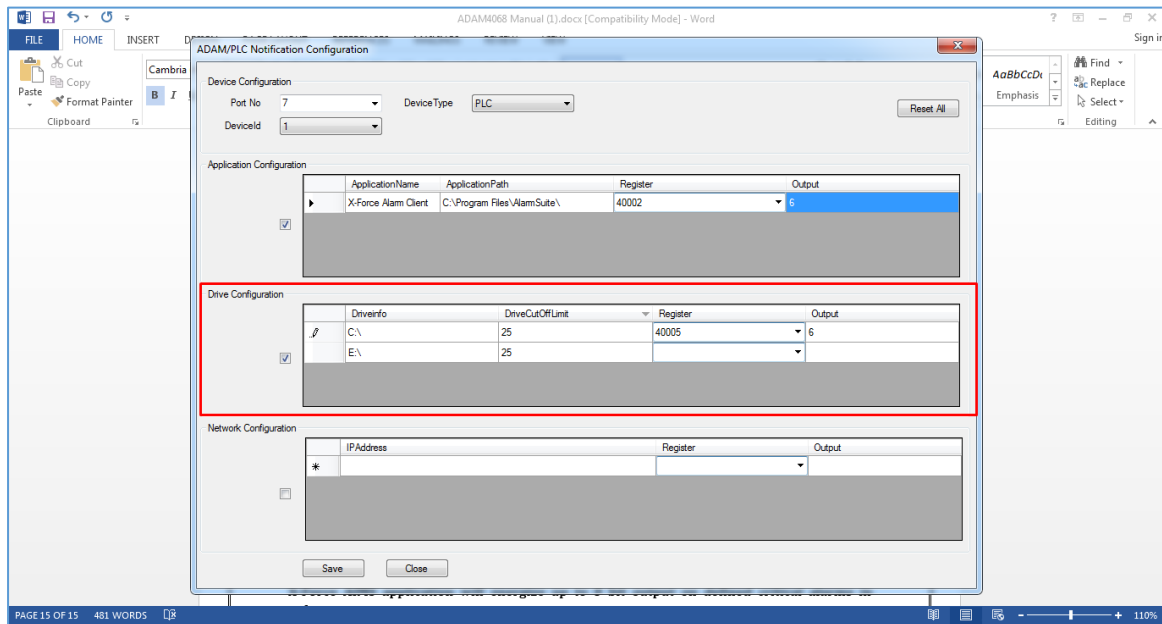 ADAM4068 Manual (1).docx [Compatibility Mode] - Word
FILE HOME INSERT
Sign in
Cut
Copy
Paste
Format Painter
Clipboard
Cambria
B I
AaBbCcDc
Emphasis
Find
Replace
Select
Editing
ADAM/PLC Notification Configuration
Device Configuration
Port No 7 DeviceType PLC
Reset All
DeviceId 1
Application Configuration
ApplicationName ApplicationPath Register Output
X-Force Alarm Client C:\Program Files\AlarmSuite\ 40002 6
Drive Configuration
Driveinfo DriveCutOffLimit Register Output
C:\ 25 40005 6
E:\ 25
Network Configuration
IPAddress Register Output
Save Close
PAGE 15 OF 15 481 WORDS
110%